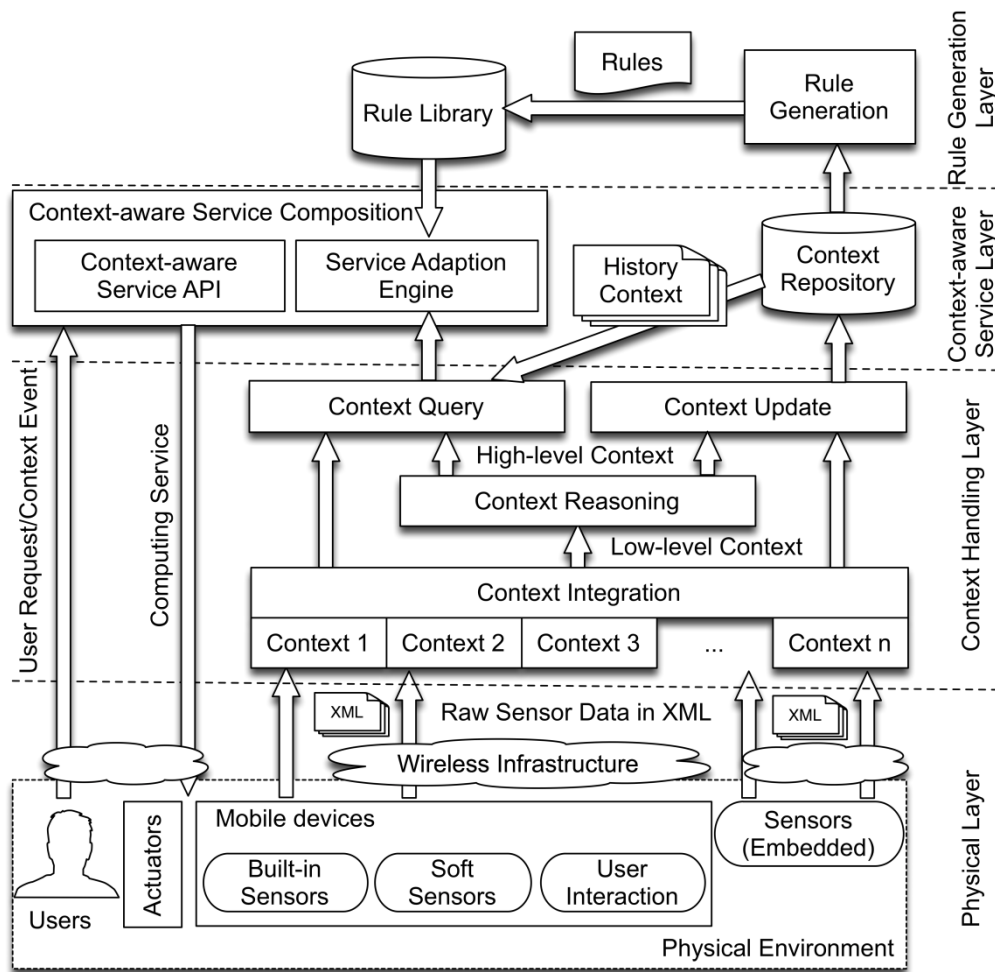 Rules
Rule Library
Rule
Generation
Rule Generation
Layer
Context-aware Service Composition
Context-aware
Service API
Service Adaption
Engine
History
Context
Context
Repository
Context-aware
Service Layer
User Request/Context Event
Computing Service
Context Query
Context Update
High-level Context
Context Reasoning
Low-level Context
Context Integration
Context 1
Context 2
Context 3
...
Context n
Context Handling Layer
XML
Raw Sensor Data in XML
XML
Wireless Infrastructure
Users
Actuators
Mobile devices
Built-in
Sensors
Soft
Sensors
User
Interaction
Sensors
(Embedded)
Physical Environment
Physical Layer